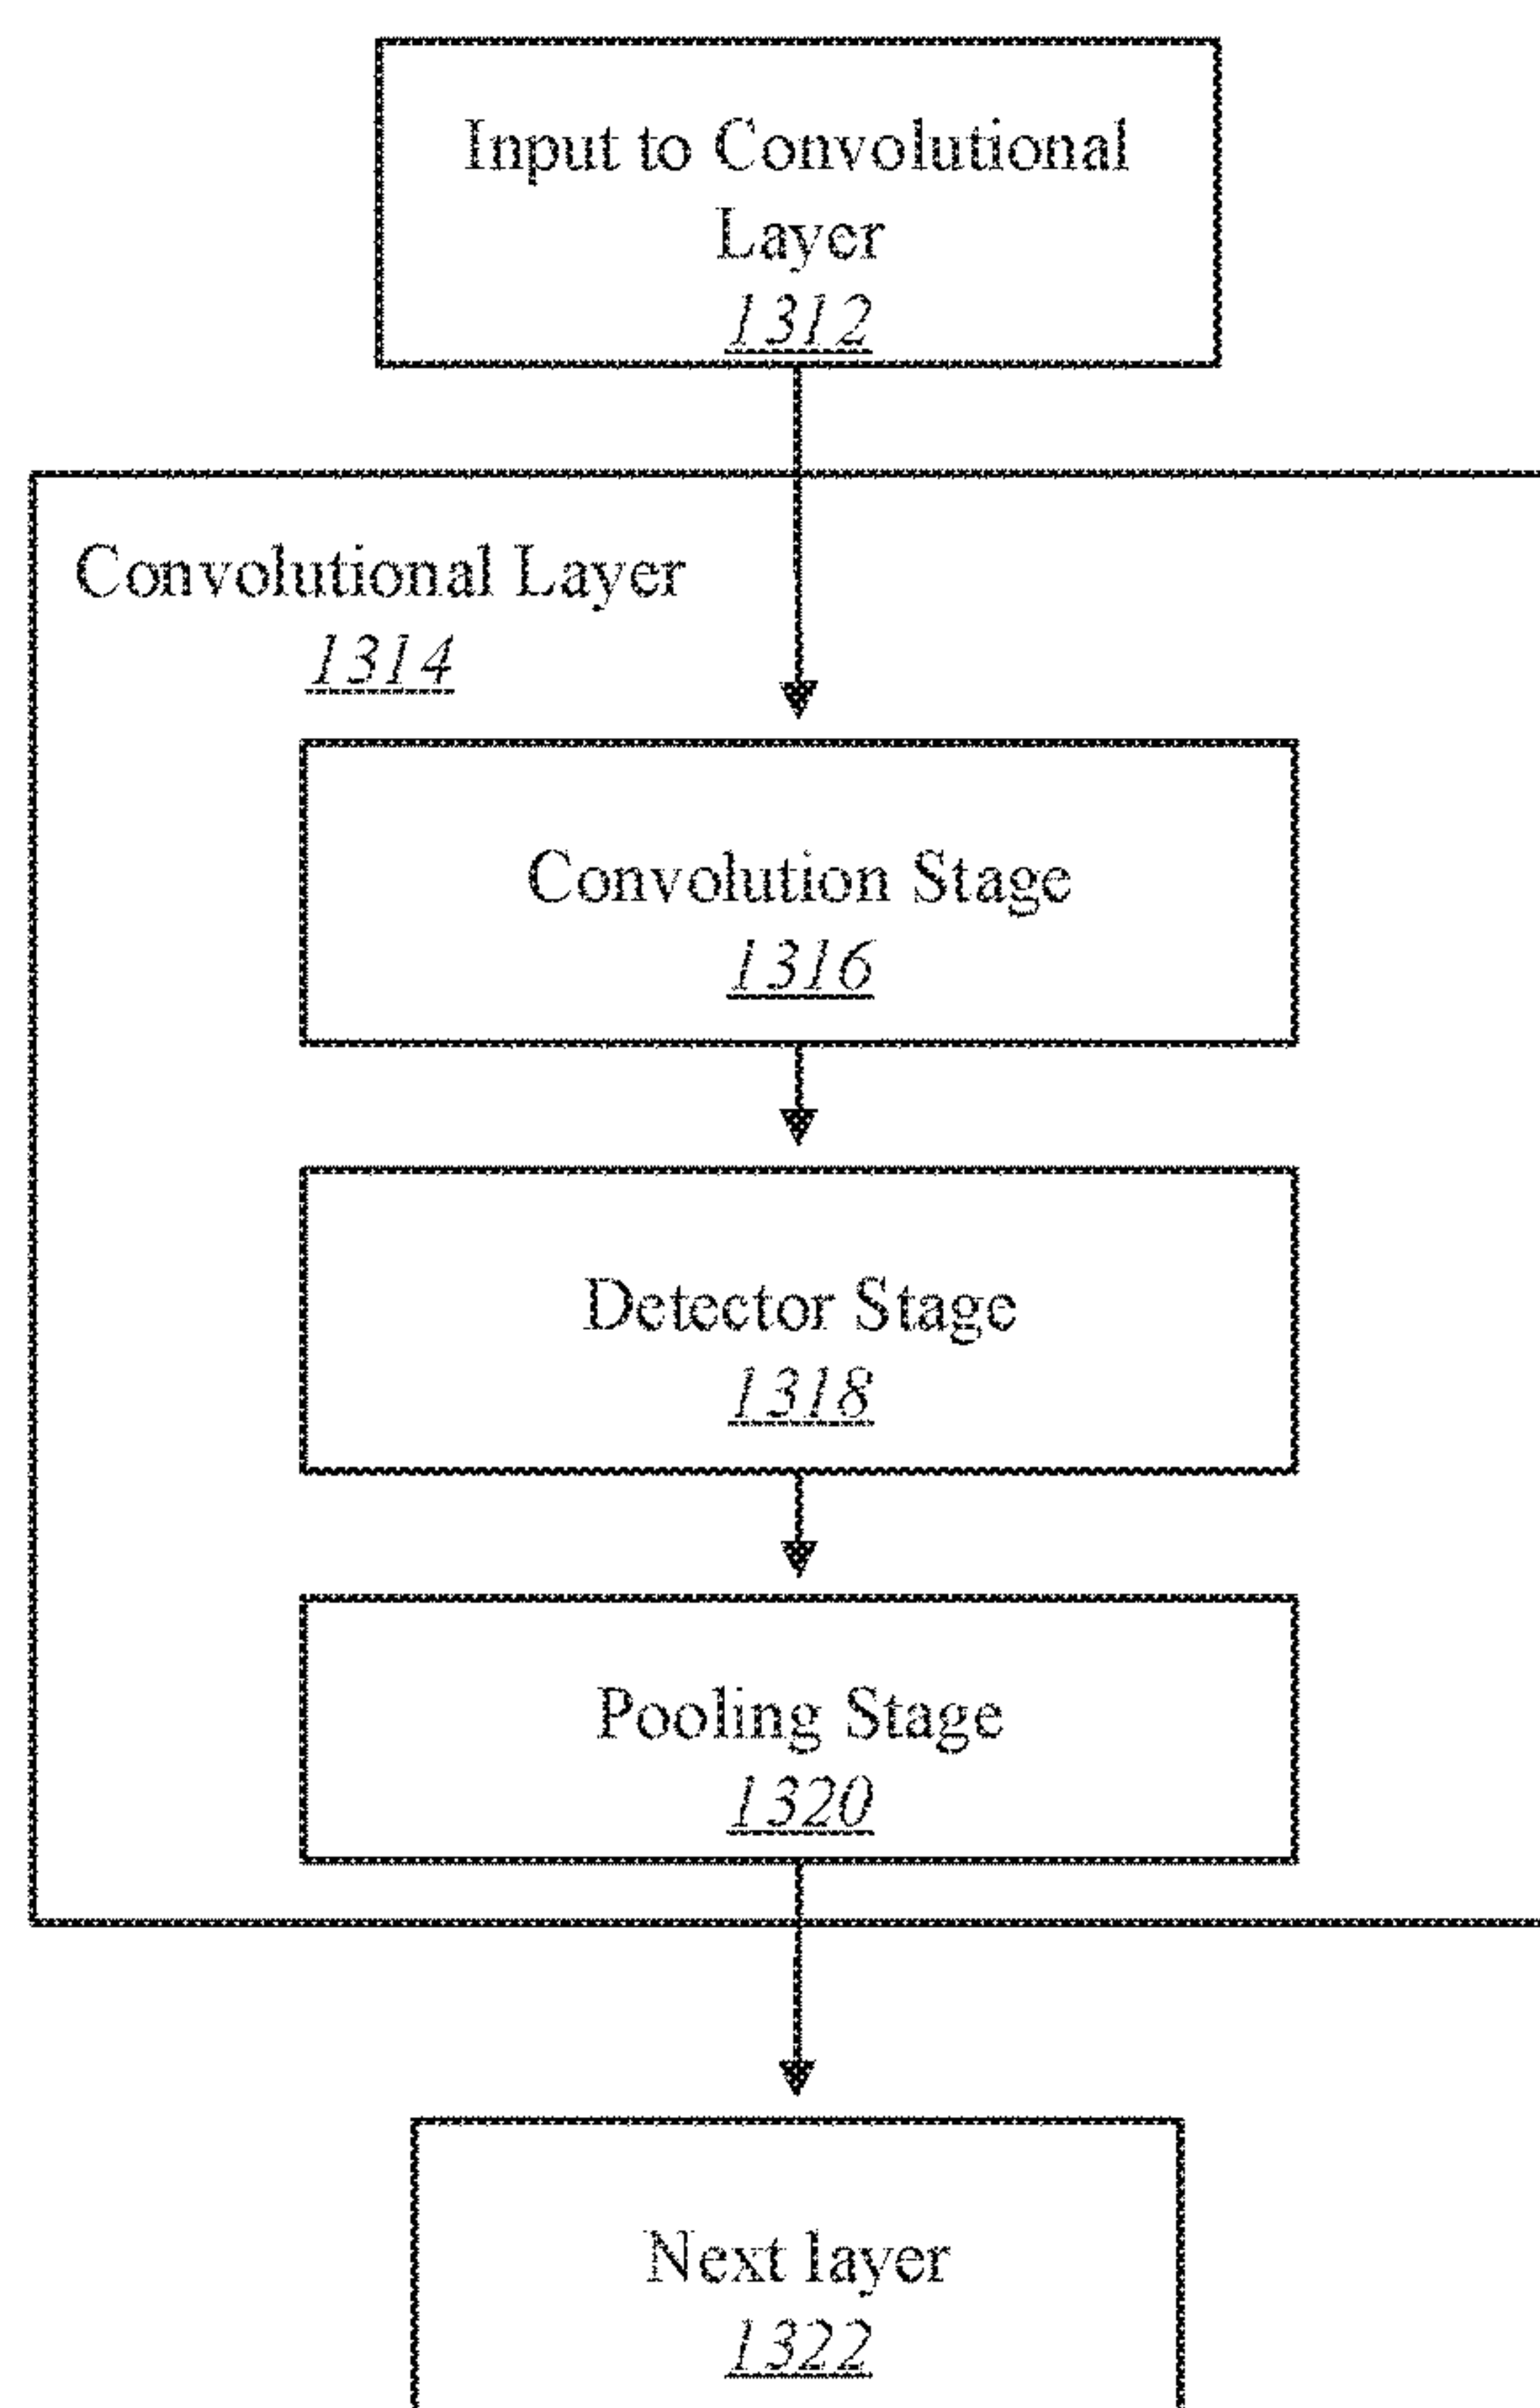 Input to Convolutional
Layer
1312
Convolutional Layer
1314
Convolution Stage
1316
Detector Stage
1318
Pooling Stage
1320
Next layer
1322